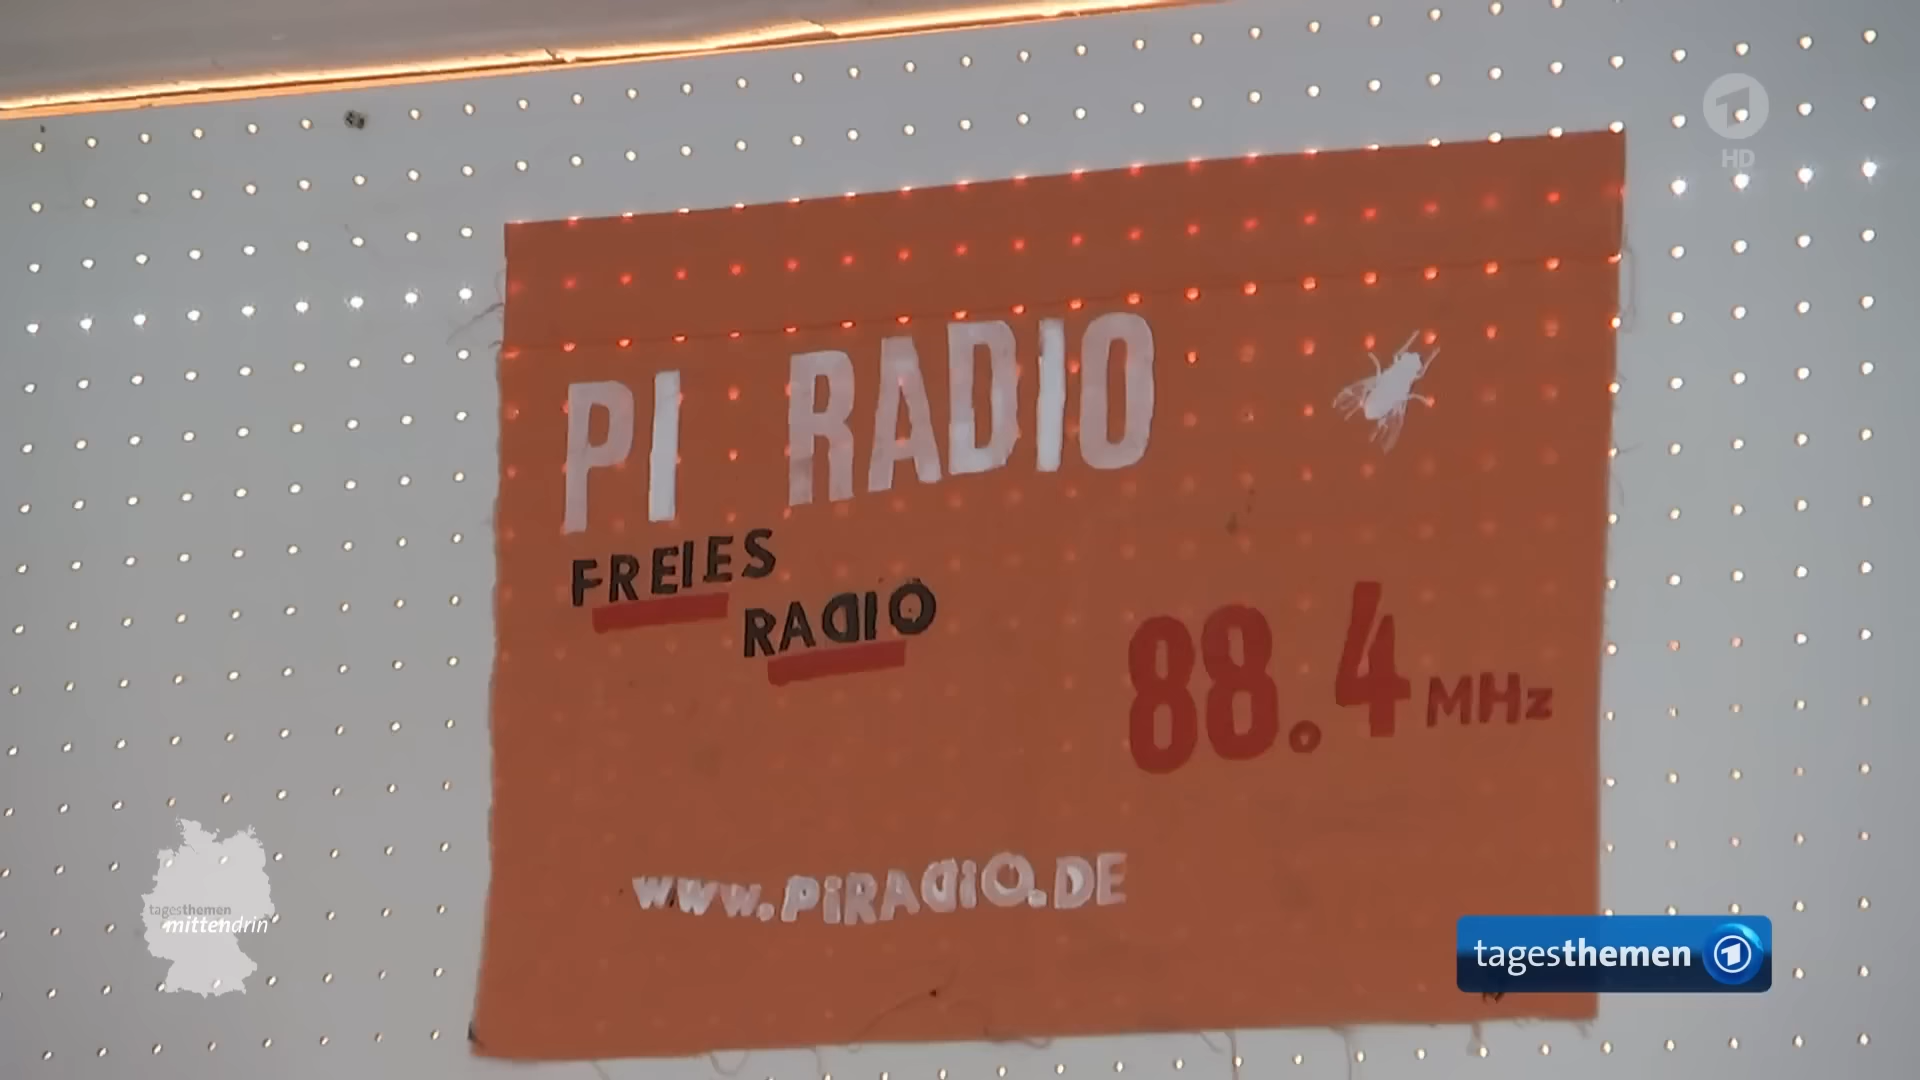 HD
PI RADIO
FREIES
RADIO
88.4 MHz
www.PiRADiO.DE
tagesthemen
mittendrin
tagesthemen